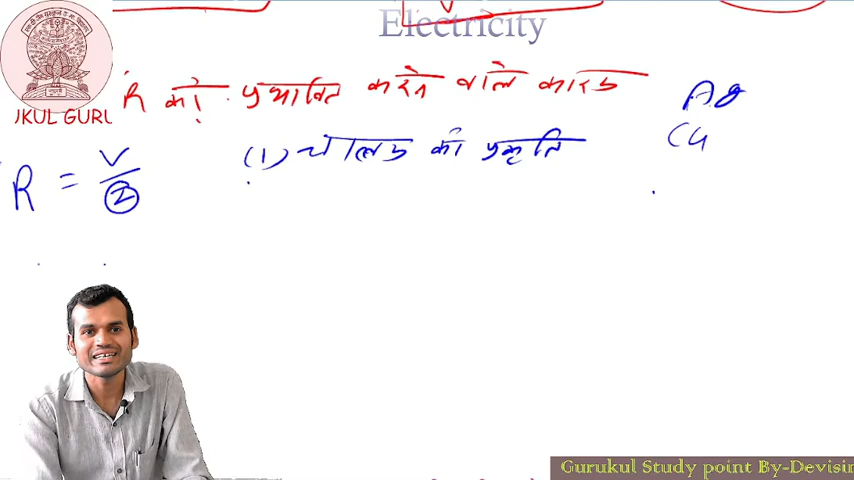 Electricity
JKUL GURU
R को प्रभावित करने वाले कारक
Ag
(1) चालक की प्रकृति
Cu
R = V/I
Gurukul Study point By-Devisin